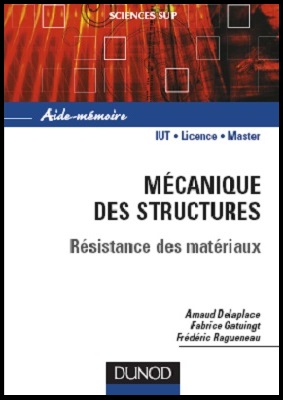 SCIENCES SUP
Aide-mémoire
IUT • Licence • Master
MÉCANIQUE
DES STRUCTURES
Résistance des matériaux
Arnaud Delaplace
Fabrice Gatuingt
Frédéric Ragueneau
DUNOD